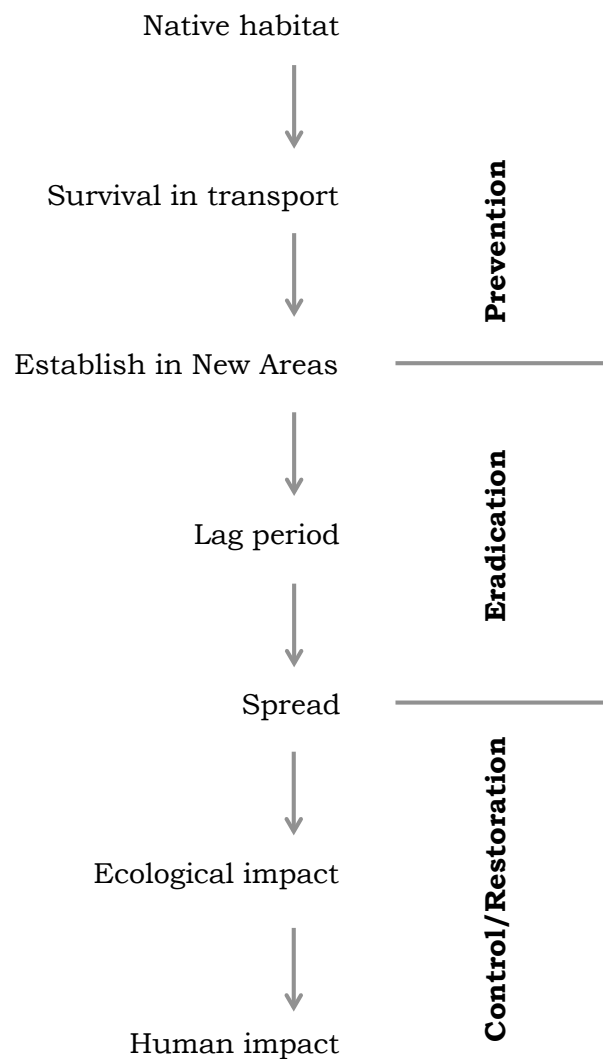 Native habitat
Survival in transport
Prevention
Establish in New Areas
Lag period
Eradication
Spread
Ecological impact
Control/Restoration
Human impact